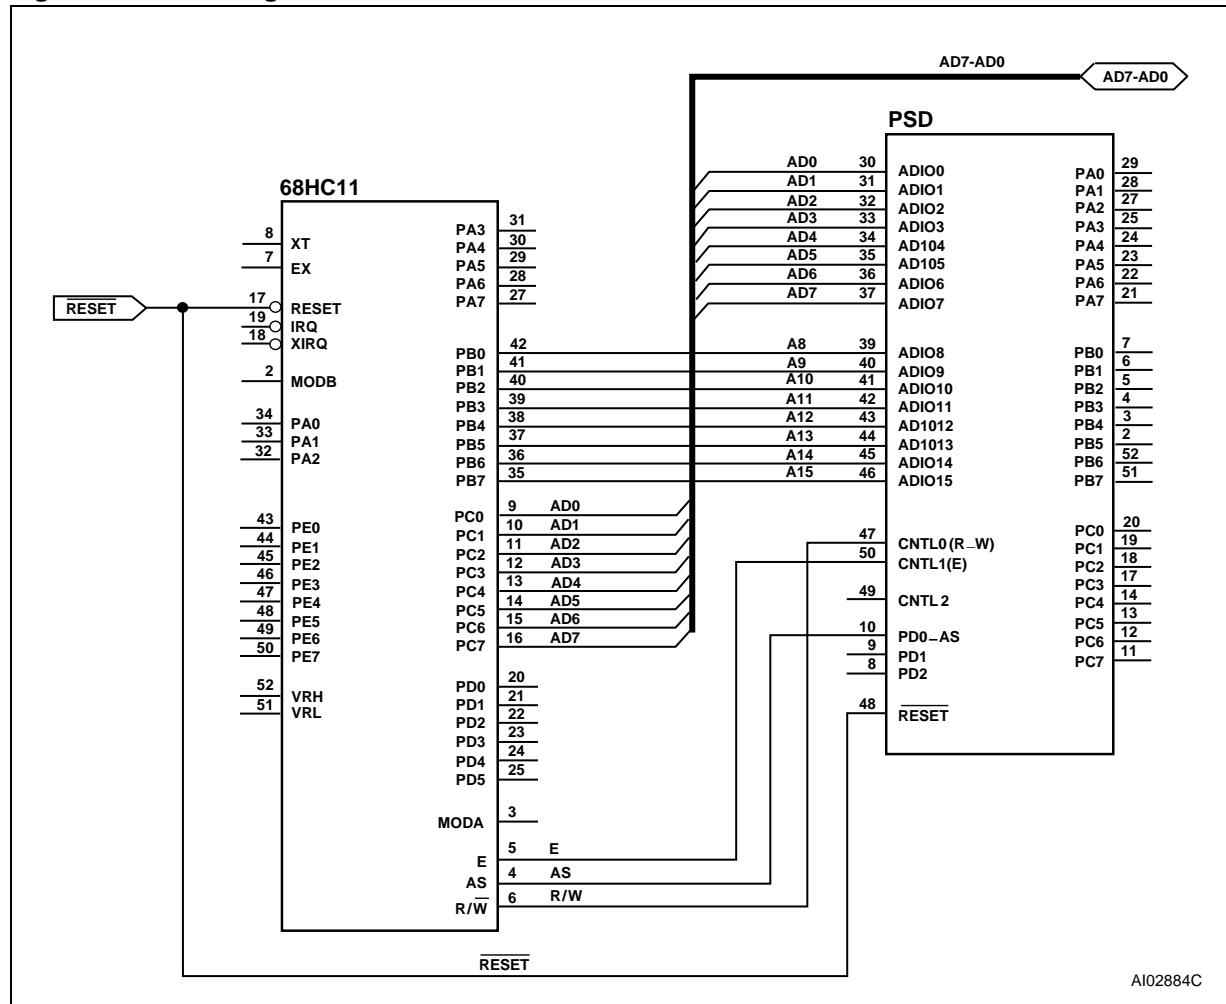 AD7-AD0
AD7-AD0
68HC11
8 XT
7 EX
RESET
17 RESET
19 IRQ
18 XIRQ
2 MODB
34 PA0
33 PA1
32 PA2
43 PE0
44 PE1
45 PE2
46 PE3
47 PE4
48 PE5
49 PE6
50 PE7
52 VRH
51 VRL
PA3 31
PA4 30
PA5 29
PA6 28
PA7 27
PB0 42
PB1 41
PB2 40
PB3 39
PB4 38
PB5 37
PB6 36
PB7 35
PC0 9 AD0
PC1 10 AD1
PC2 11 AD2
PC3 12 AD3
PC4 13 AD4
PC5 14 AD5
PC6 15 AD6
PC7 16 AD7
PD0 20
PD1 21
PD2 22
PD3 23
PD4 24
PD5 25
MODA 3
E 5 E
AS 4 AS
R/W 6 R/W
RESET
PSD
AD0 30 ADIO0
AD1 31 ADIO1
AD2 32 ADIO2
AD3 33 ADIO3
AD4 34 AD104
AD5 35 AD105
AD6 36 ADIO6
AD7 37 ADIO7
A8 39 ADIO8
A9 40 ADIO9
A10 41 ADIO10
A11 42 ADIO11
A12 43 AD1012
A13 44 AD1013
A14 45 ADIO14
A15 46 ADIO15
47 CNTL0(R_W)
50 CNTL1(E)
49 CNTL2
10 PD0-AS
9 PD1
8 PD2
48 RESET
PA0 29
PA1 28
PA2 27
PA3 25
PA4 24
PA5 23
PA6 22
PA7 21
PB0 7
PB1 6
PB2 5
PB3 4
PB4 3
PB5 2
PB6 52
PB7 51
PC0 20
PC1 19
PC2 18
PC3 17
PC4 14
PC5 13
PC6 12
PC7 11
AI02884C